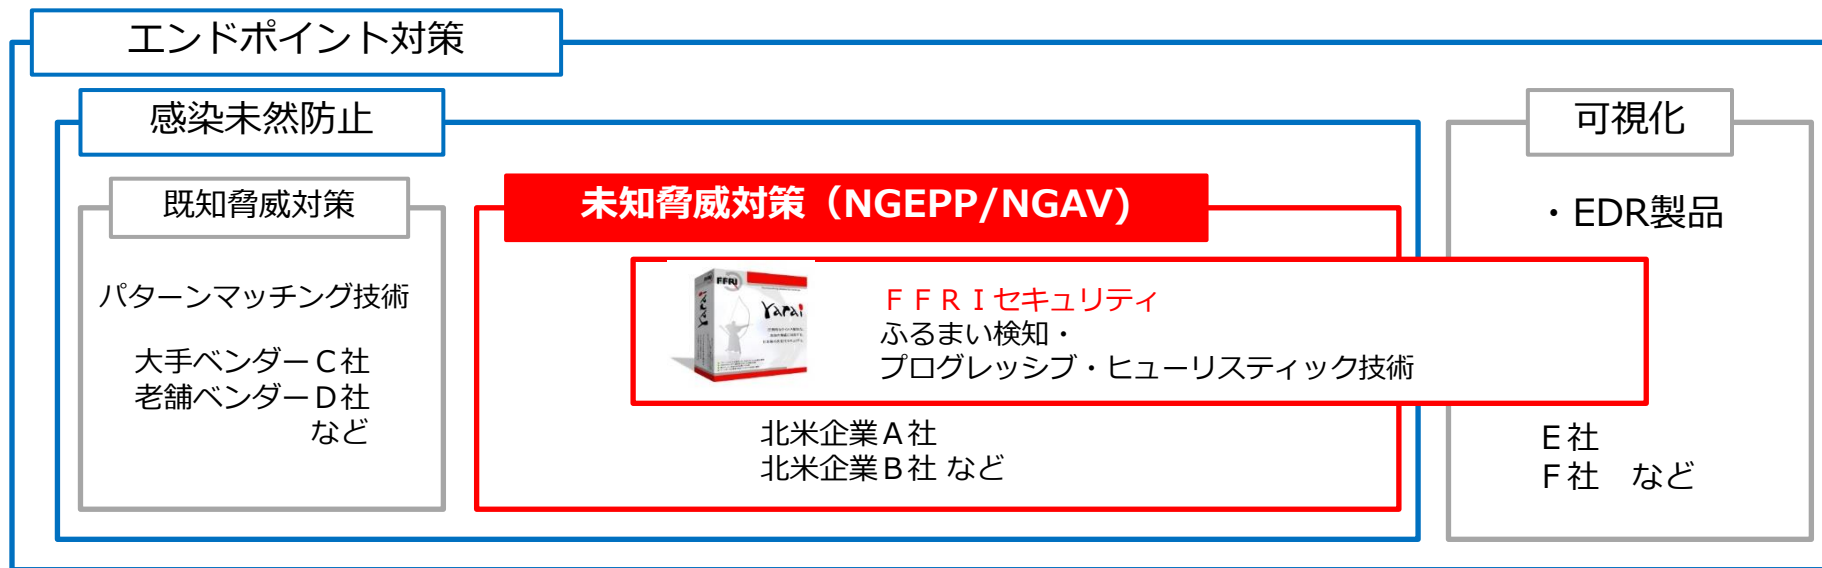 エンドポイント対策
感染未然防止
可視化
既知脅威対策
未知脅威対策（NGEPP/NGAV)
・EDR製品
パターンマッチング技術
大手ベンダーＣ社
老舗ベンダーＤ社
など
FFRI
Yarai
ＦＦＲＩセキュリティ
ふるまい検知・
プログレッシブ・ヒューリスティック技術
北米企業Ａ社
北米企業Ｂ社 など
Ｅ社
Ｆ社　など